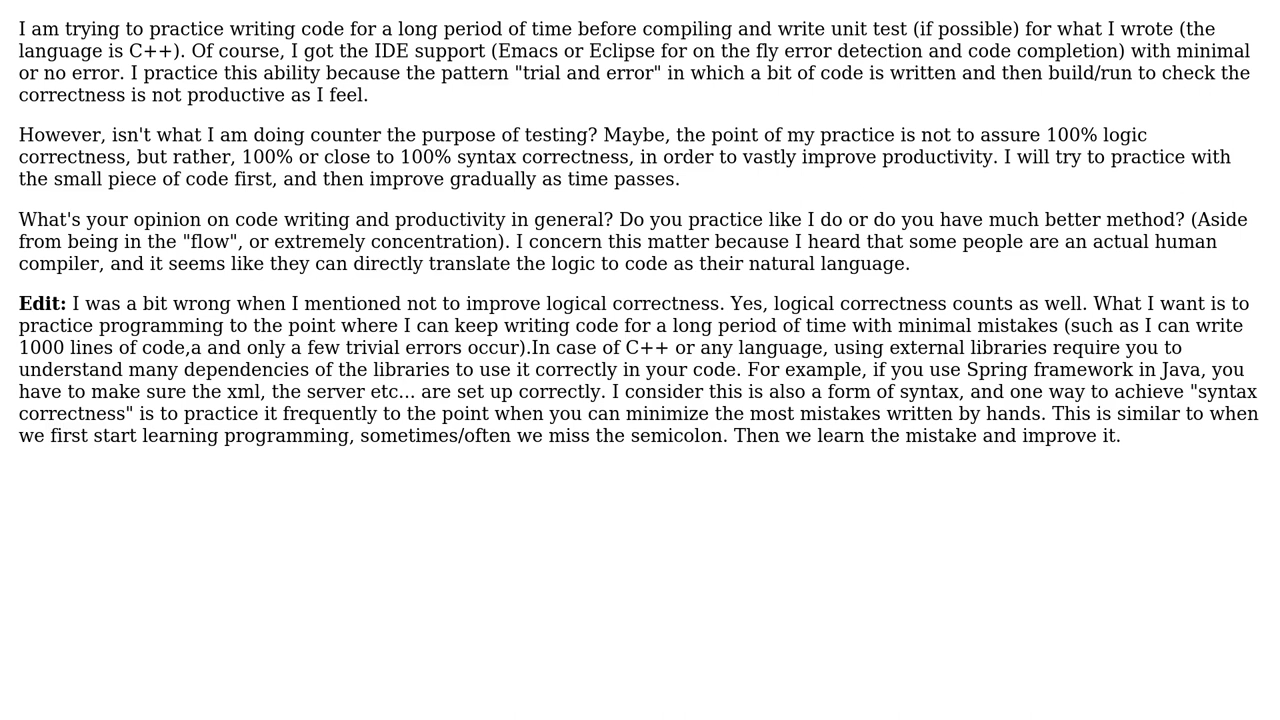 I am trying to practice writing code for a long period of time before compiling and write unit test (if possible) for what I wrote (the
language is C++). Of course, I got the IDE support (Emacs or Eclipse for on the fly error detection and code completion) with minimal
or no error. I practice this ability because the pattern "trial and error" in which a bit of code is written and then build/run to check the
correctness is not productive as I feel.
However, isn't what I am doing counter the purpose of testing? Maybe, the point of my practice is not to assure 100% logic
correctness, but rather, 100% or close to 100% syntax correctness, in order to vastly improve productivity. I will try to practice with
the small piece of code first, and then improve gradually as time passes.
What's your opinion on code writing and productivity in general? Do you practice like I do or do you have much better method? (Aside
from being in the "flow", or extremely concentration). I concern this matter because I heard that some people are an actual human
compiler, and it seems like they can directly translate the logic to code as their natural language.
Edit: I was a bit wrong when I mentioned not to improve logical correctness. Yes, logical correctness counts as well. What I want is to
practice programming to the point where I can keep writing code for a long period of time with minimal mistakes (such as I can write
1000 lines of code,a and only a few trivial errors occur).In case of C++ or any language, using external libraries require you to
understand many dependencies of the libraries to use it correctly in your code. For example, if you use Spring framework in Java, you
have to make sure the xml, the server etc... are set up correctly. I consider this is also a form of syntax, and one way to achieve "syntax
correctness" is to practice it frequently to the point when you can minimize the most mistakes written by hands. This is similar to when
we first start learning programming, sometimes/often we miss the semicolon. Then we learn the mistake and improve it.